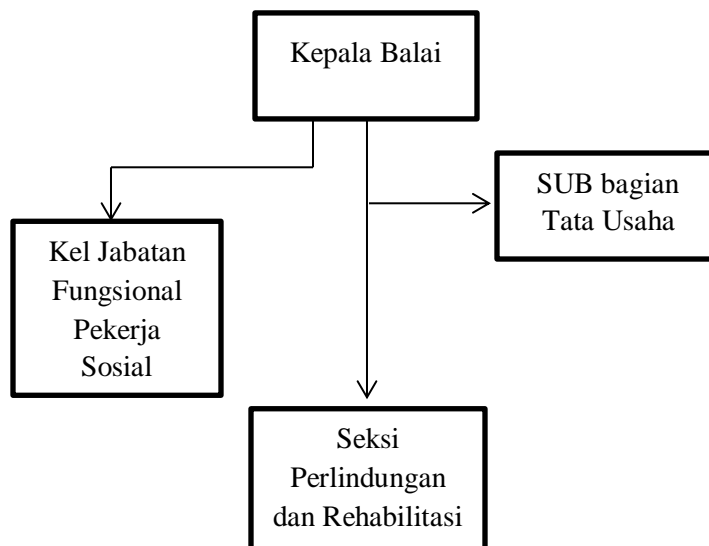 Kepala Balai
SUB bagian
Tata Usaha
Kel Jabatan
Fungsional
Pekerja
Sosial
Seksi
Perlindungan
dan Rehabilitasi